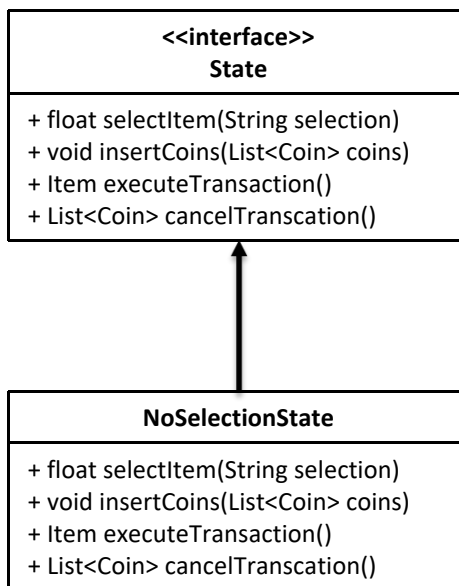 <<interface>>
State
+ float selectItem(String selection)
+ void insertCoins(List<Coin> coins)
+ Item executeTransaction()
+ List<Coin> cancelTranscation()
NoSelectionState
+ float selectItem(String selection)
+ void insertCoins(List<Coin> coins)
+ Item executeTransaction()
+ List<Coin> cancelTranscation()